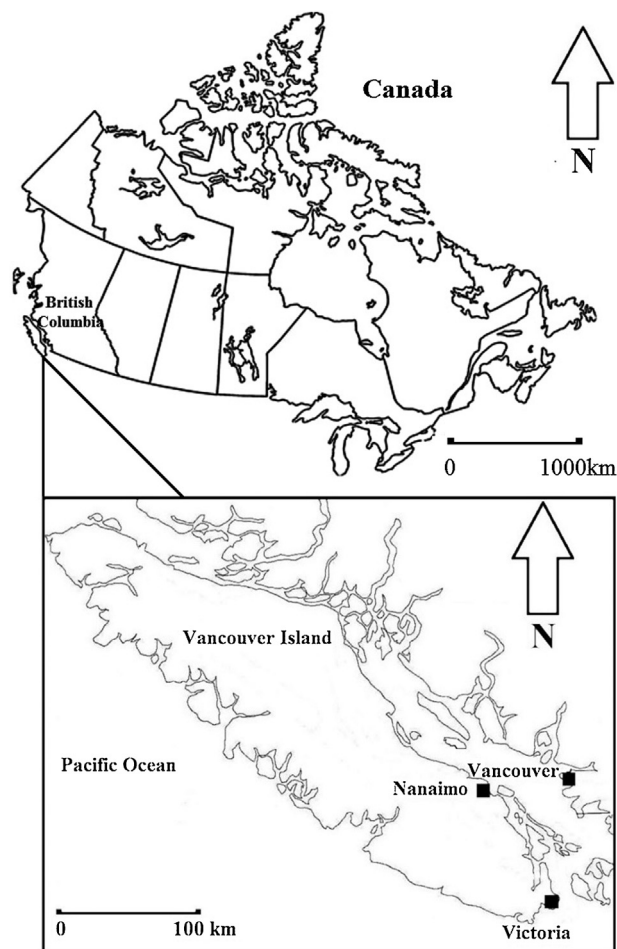 Canada
N
British
Columbia
0 1000km
N
Vancouver Island
Pacific Ocean
Vancouver
Nanaimo
0 100 km
Victoria